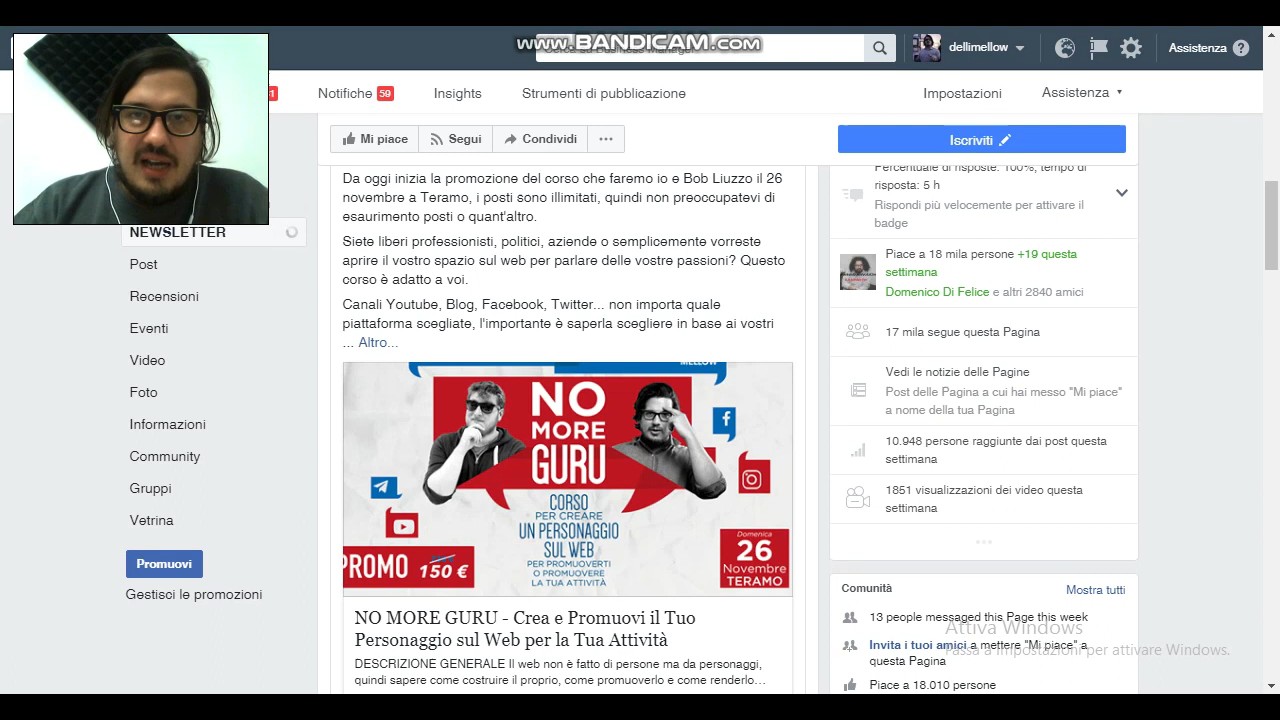 www.BANDICAM.com
dellimellow
Assistenza
Notifiche 59
Insights
Strumenti di pubblicazione
Impostazioni
Assistenza
Mi piace
Segui
Condividi
Iscriviti
NEWSLETTER
Post
Recensioni
Eventi
Video
Foto
Informazioni
Community
Gruppi
Vetrina
Promuovi
Gestisci le promozioni
Da oggi inizia la promozione del corso che faremo io e Bob Liuzzo il 26
novembre a Teramo, i posti sono illimitati, quindi non preoccupatevi di
esaurimento posti o quant'altro.
Siete liberi professionisti, politici, aziende o semplicemente vorreste
aprire il vostro spazio sul web per parlare delle vostre passioni? Questo
corso è adatto a voi.
Canali Youtube, Blog, Facebook, Twitter... non importa quale
piattaforma scegliate, l'importante è saperla scegliere in base ai vostri
... Altro...
MELLOW
NO
MORE
GURU
CORSO
PER CREARE
UN PERSONAGGIO
SUL WEB
PER PROMUOVERTI
O PROMUOVERE
LA TUA ATTIVITÀ
PROMO 150 €
Domenica
26
Novembre
TERAMO
NO MORE GURU - Crea e Promuovi il Tuo
Personaggio sul Web per la Tua Attività
DESCRIZIONE GENERALE Il web non è fatto di persone ma da personaggi,
quindi sapere come costruire il proprio, come promuoverlo e come renderlo...
Percentuale di risposte: 100%, tempo di
risposta: 5 h
Rispondi più velocemente per attivare il
badge
Piace a 18 mila persone +19 questa
settimana
Domenico Di Felice e altri 2840 amici
17 mila segue questa Pagina
Vedi le notizie delle Pagine
Post delle Pagina a cui hai messo "Mi piace"
a nome della tua Pagina
10.948 persone raggiunte dai post questa
settimana
1851 visualizzazioni dei video questa
settimana
Comunità
Mostra tutti
13 people messaged this Page this week
Invita i tuoi amici a mettere "Mi piace" a
questa Pagina
Piace a 18.010 persone
Attiva Windows
Passa a Impostazioni per attivare Windows.